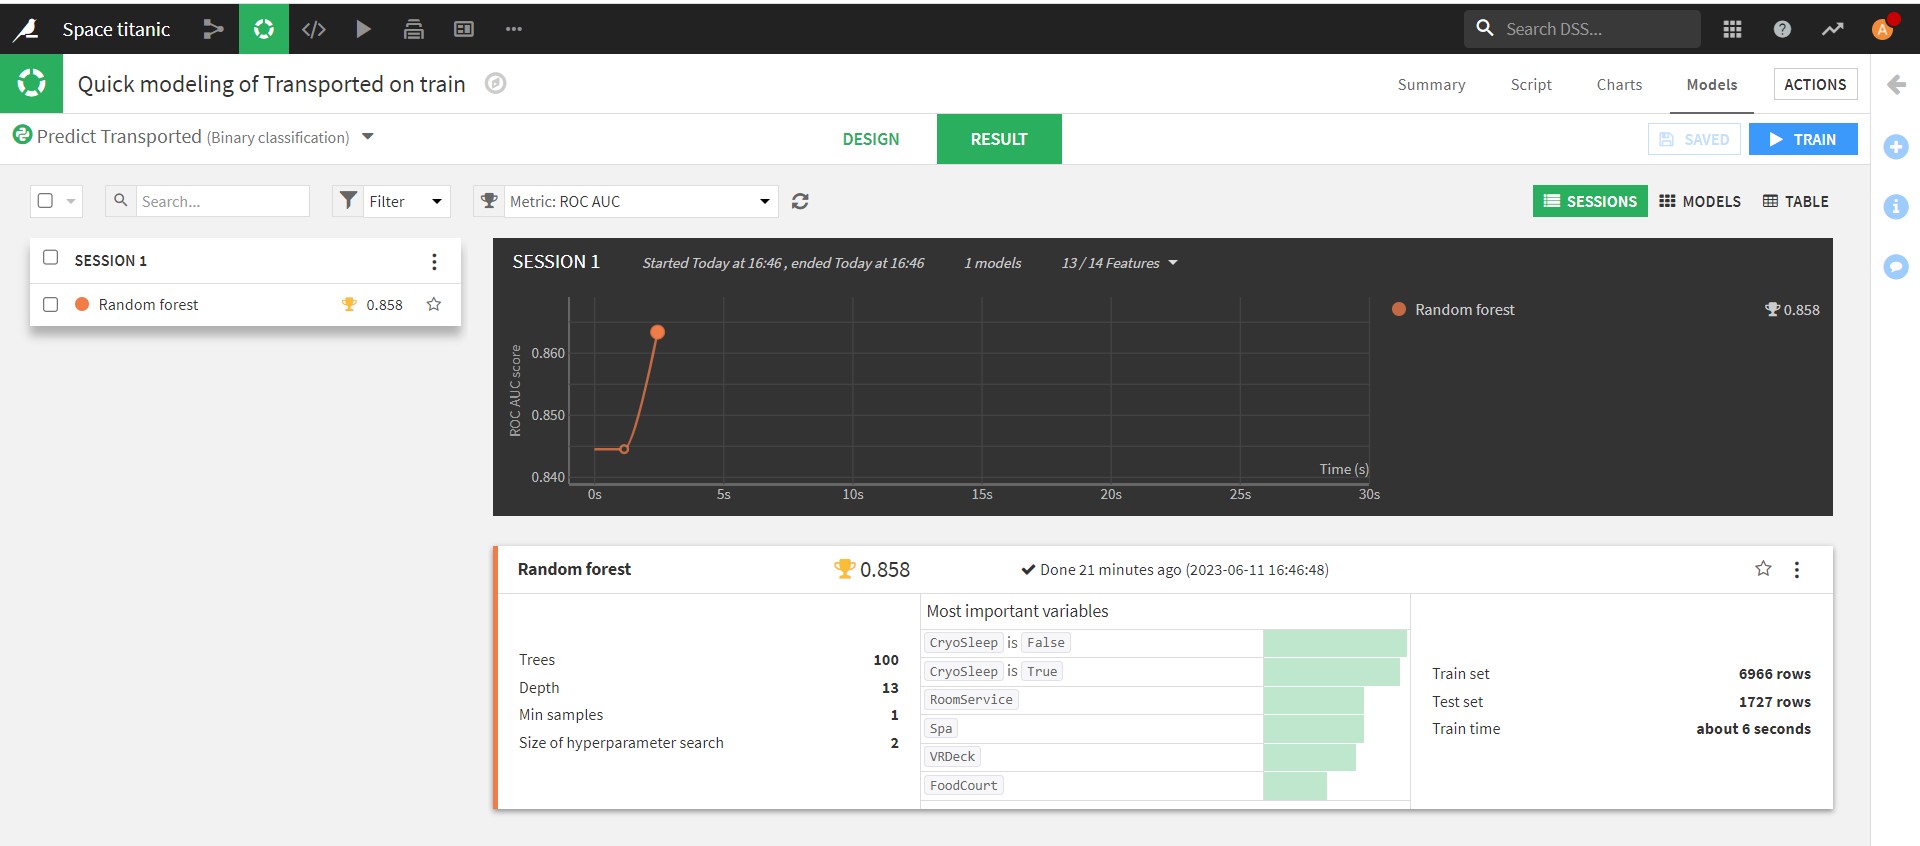 Space titanic
Search DSS...
A
Quick modeling of Transported on train
Summary Script Charts Models ACTIONS
Predict Transported (Binary classification)
DESIGN RESULT
SAVED TRAIN
Search...
Filter
Metric: ROC AUC
SESSIONS MODELS TABLE
SESSION 1
Random forest 0.858
SESSION 1 Started Today at 16:46 , ended Today at 16:46 1 models 13 / 14 Features
ROC AUC score
0.860
0.850
0.840
Time (s)
0s 5s 10s 15s 20s 25s 30s
Random forest 0.858
Random forest 0.858 Done 21 minutes ago (2023-06-11 16:46:48)
Trees 100
Depth 13
Min samples 1
Size of hyperparameter search 2
Most important variables
CryoSleep is False
CryoSleep is True
RoomService
Spa
VRDeck
FoodCourt
Train set 6966 rows
Test set 1727 rows
Train time about 6 seconds